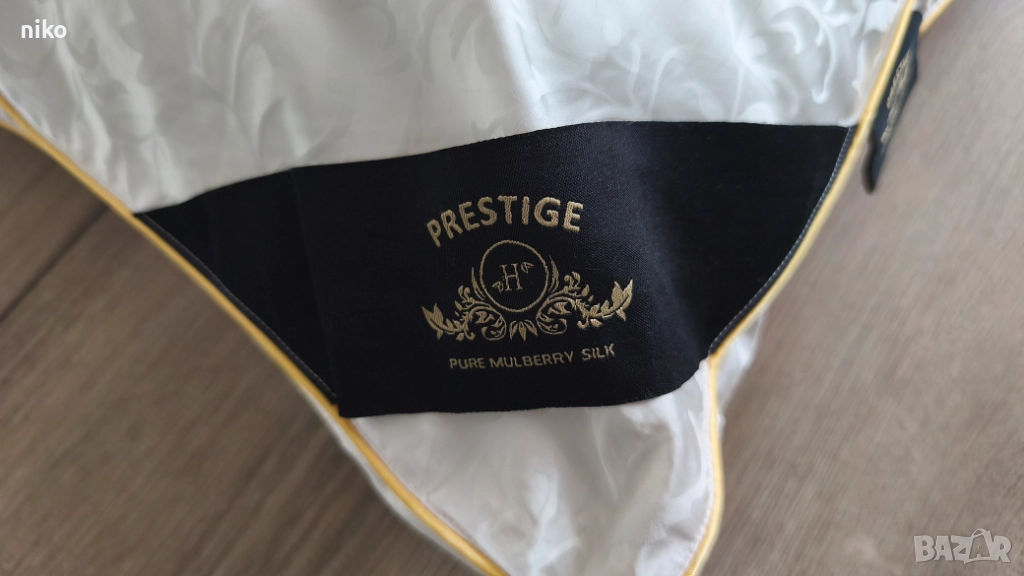 niko
PRESTIGE
H
PURE MULBERRY SILK
BAZAR